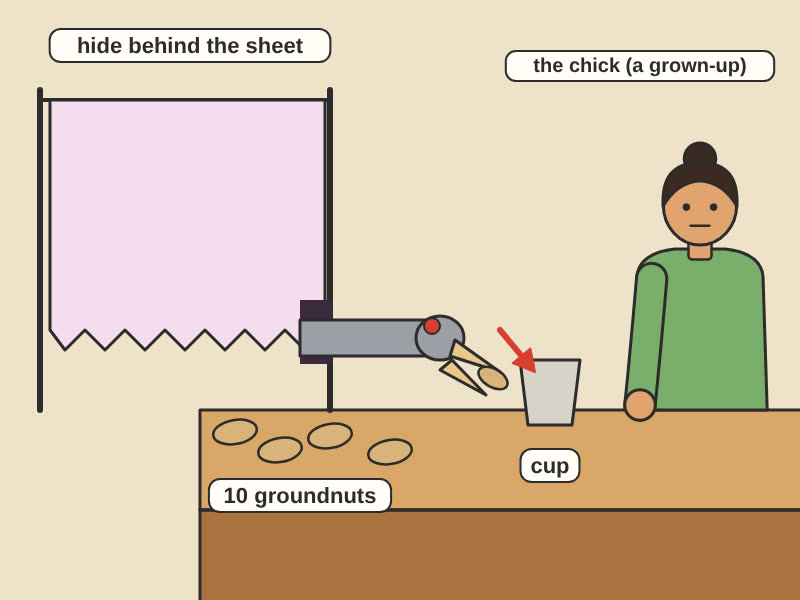 hide behind the sheet
the chick (a grown-up)
cup
10 groundnuts